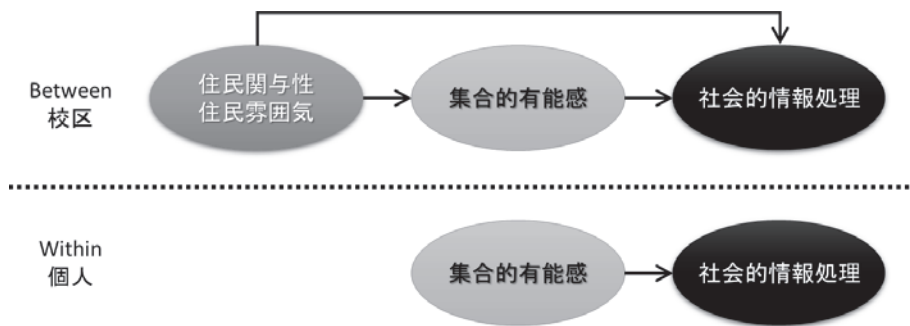 Between
校区
住民関与性
住民雰囲気
集合的有能感
社会的情報処理
Within
個人
集合的有能感
社会的情報処理